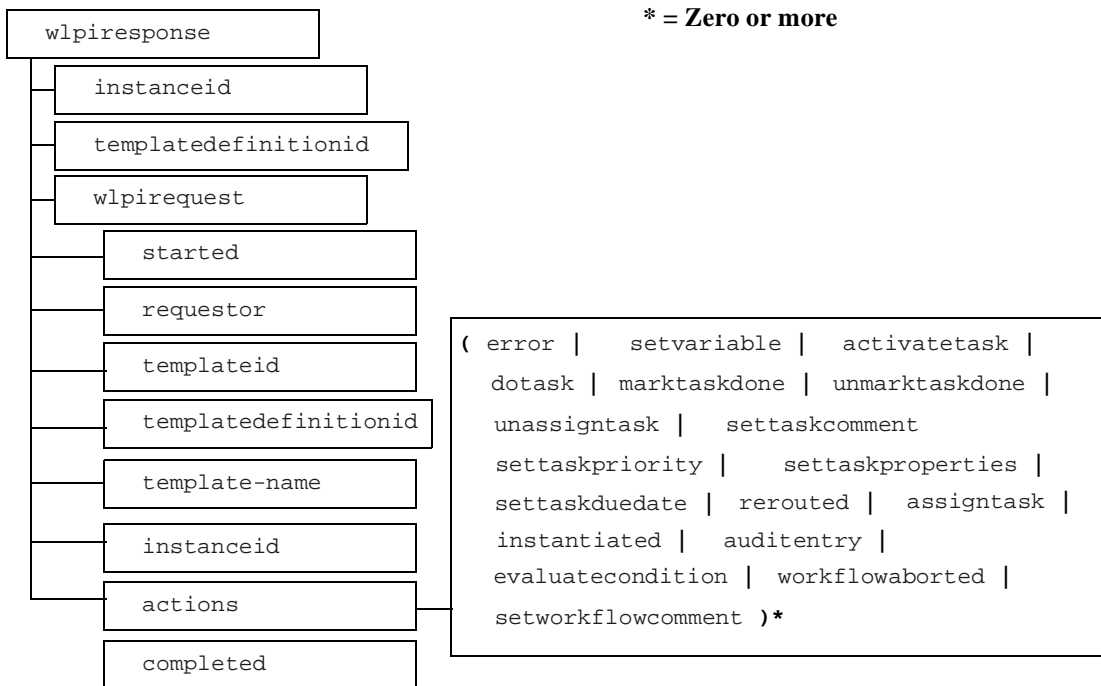 * = Zero or more
wlpiresponse
instanceid
templatedefinitionid
wlpirequest
started
requestor
templateid
templatedefinitionid
template-name
instanceid
actions
completed
( error | setvariable | activatetask |
dotask | marktaskdone | unmarktaskdone |
unassigntask | settaskcomment
settaskpriority | settaskproperties |
settaskduedate | rerouted | assigntask |
instantiated | auditentry |
evaluatecondition | workflowaborted |
setworkflowcomment )*